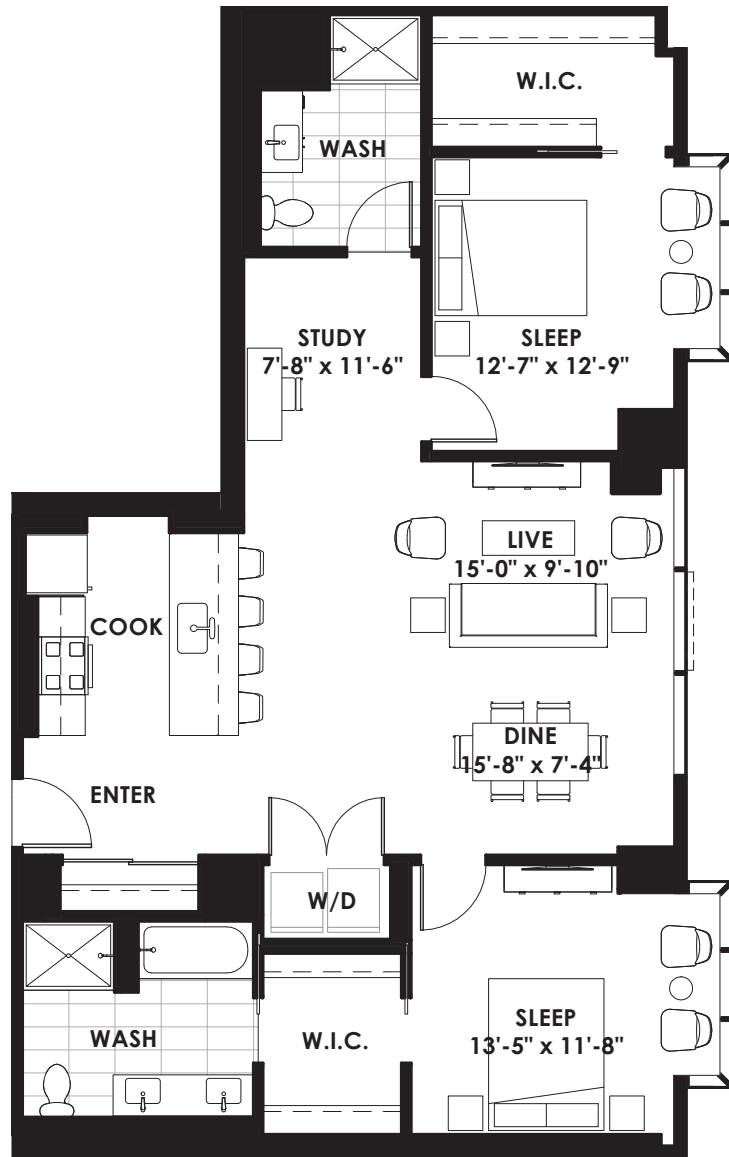 W.I.C.
WASH
STUDY
7'-8" x 11'-6"
SLEEP
12'-7" x 12'-9"
LIVE
15'-0" x 9'-10"
COOK
DINE
15'-8" x 7'-4"
ENTER
W/D
WASH
W.I.C.
SLEEP
13'-5" x 11'-8"